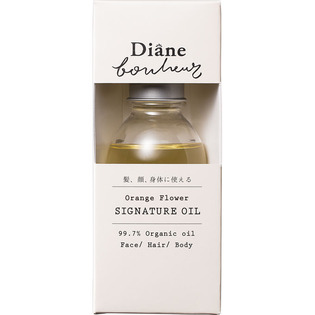 Diâne
bonheur
髪、顔、身体に使える
Orange Flower
SIGNATURE OIL
99.7% Organic oil
Face/ Hair/ Body